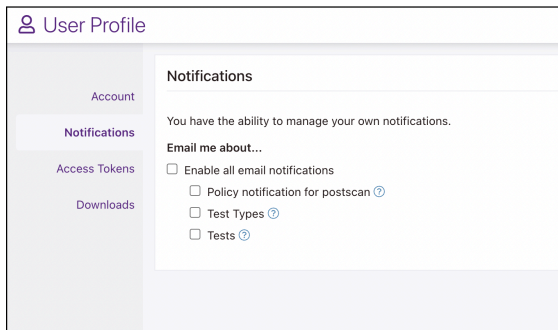 User Profile
Account
Notifications
Access Tokens
Downloads
Notifications
You have the ability to manage your own notifications.
Email me about...
Enable all email notifications
Policy notification for postscan ?
Test Types ?
Tests ?